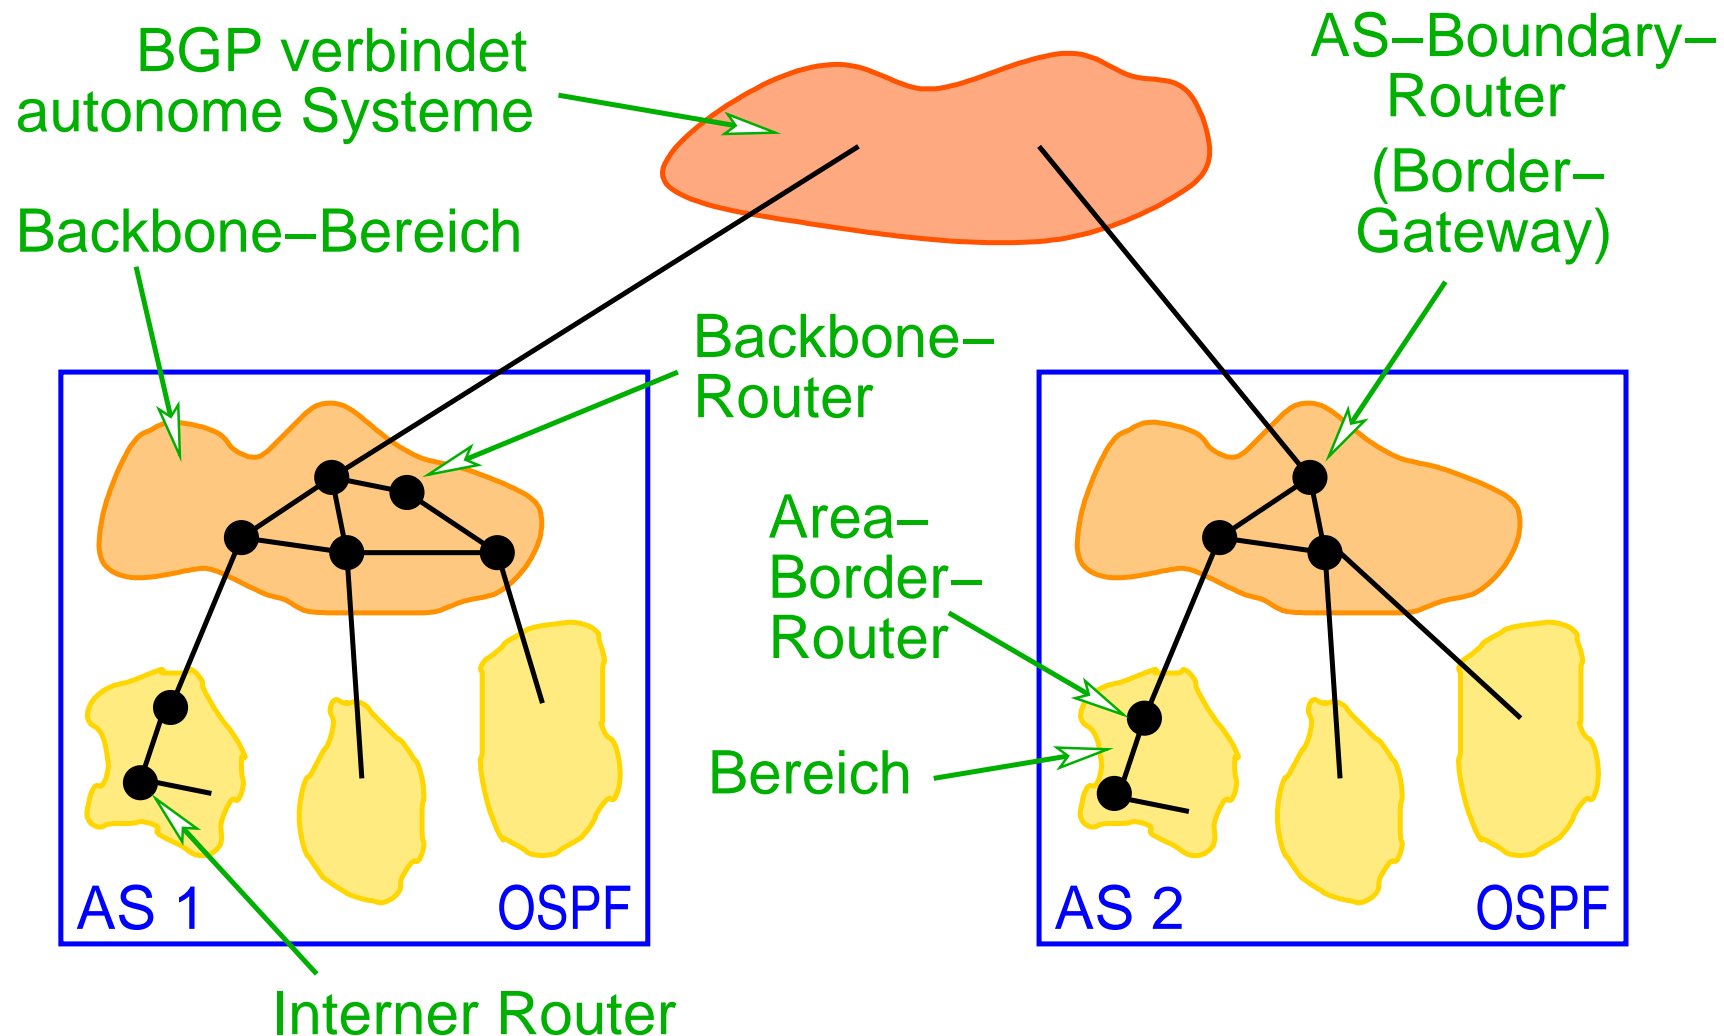 BGP verbindet
autonome Systeme
AS–Boundary–
Router
(Border–
Gateway)
Backbone–Bereich
Backbone–
Router
Area–
Border–
Router
Bereich
AS 1
OSPF
AS 2
OSPF
Interner Router